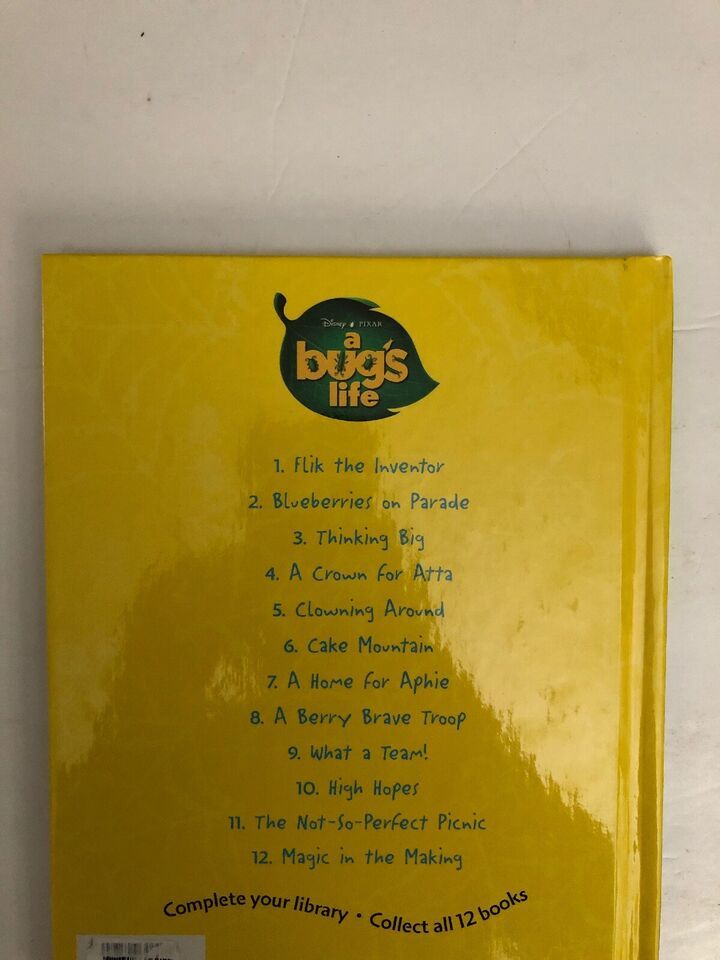 Disney PIXAR
a
bug's
life
1. Flik the Inventor
2. Blueberries on Parade
3. Thinking Big
4. A Crown for Atta
5. Clowning Around
6. Cake Mountain
7. A Home for Aphie
8. A Berry Brave Troop
9. What a Team!
10. High Hopes
11. The Not-So-Perfect Picnic
12. Magic in the Making
Complete your library • Collect all 12 books